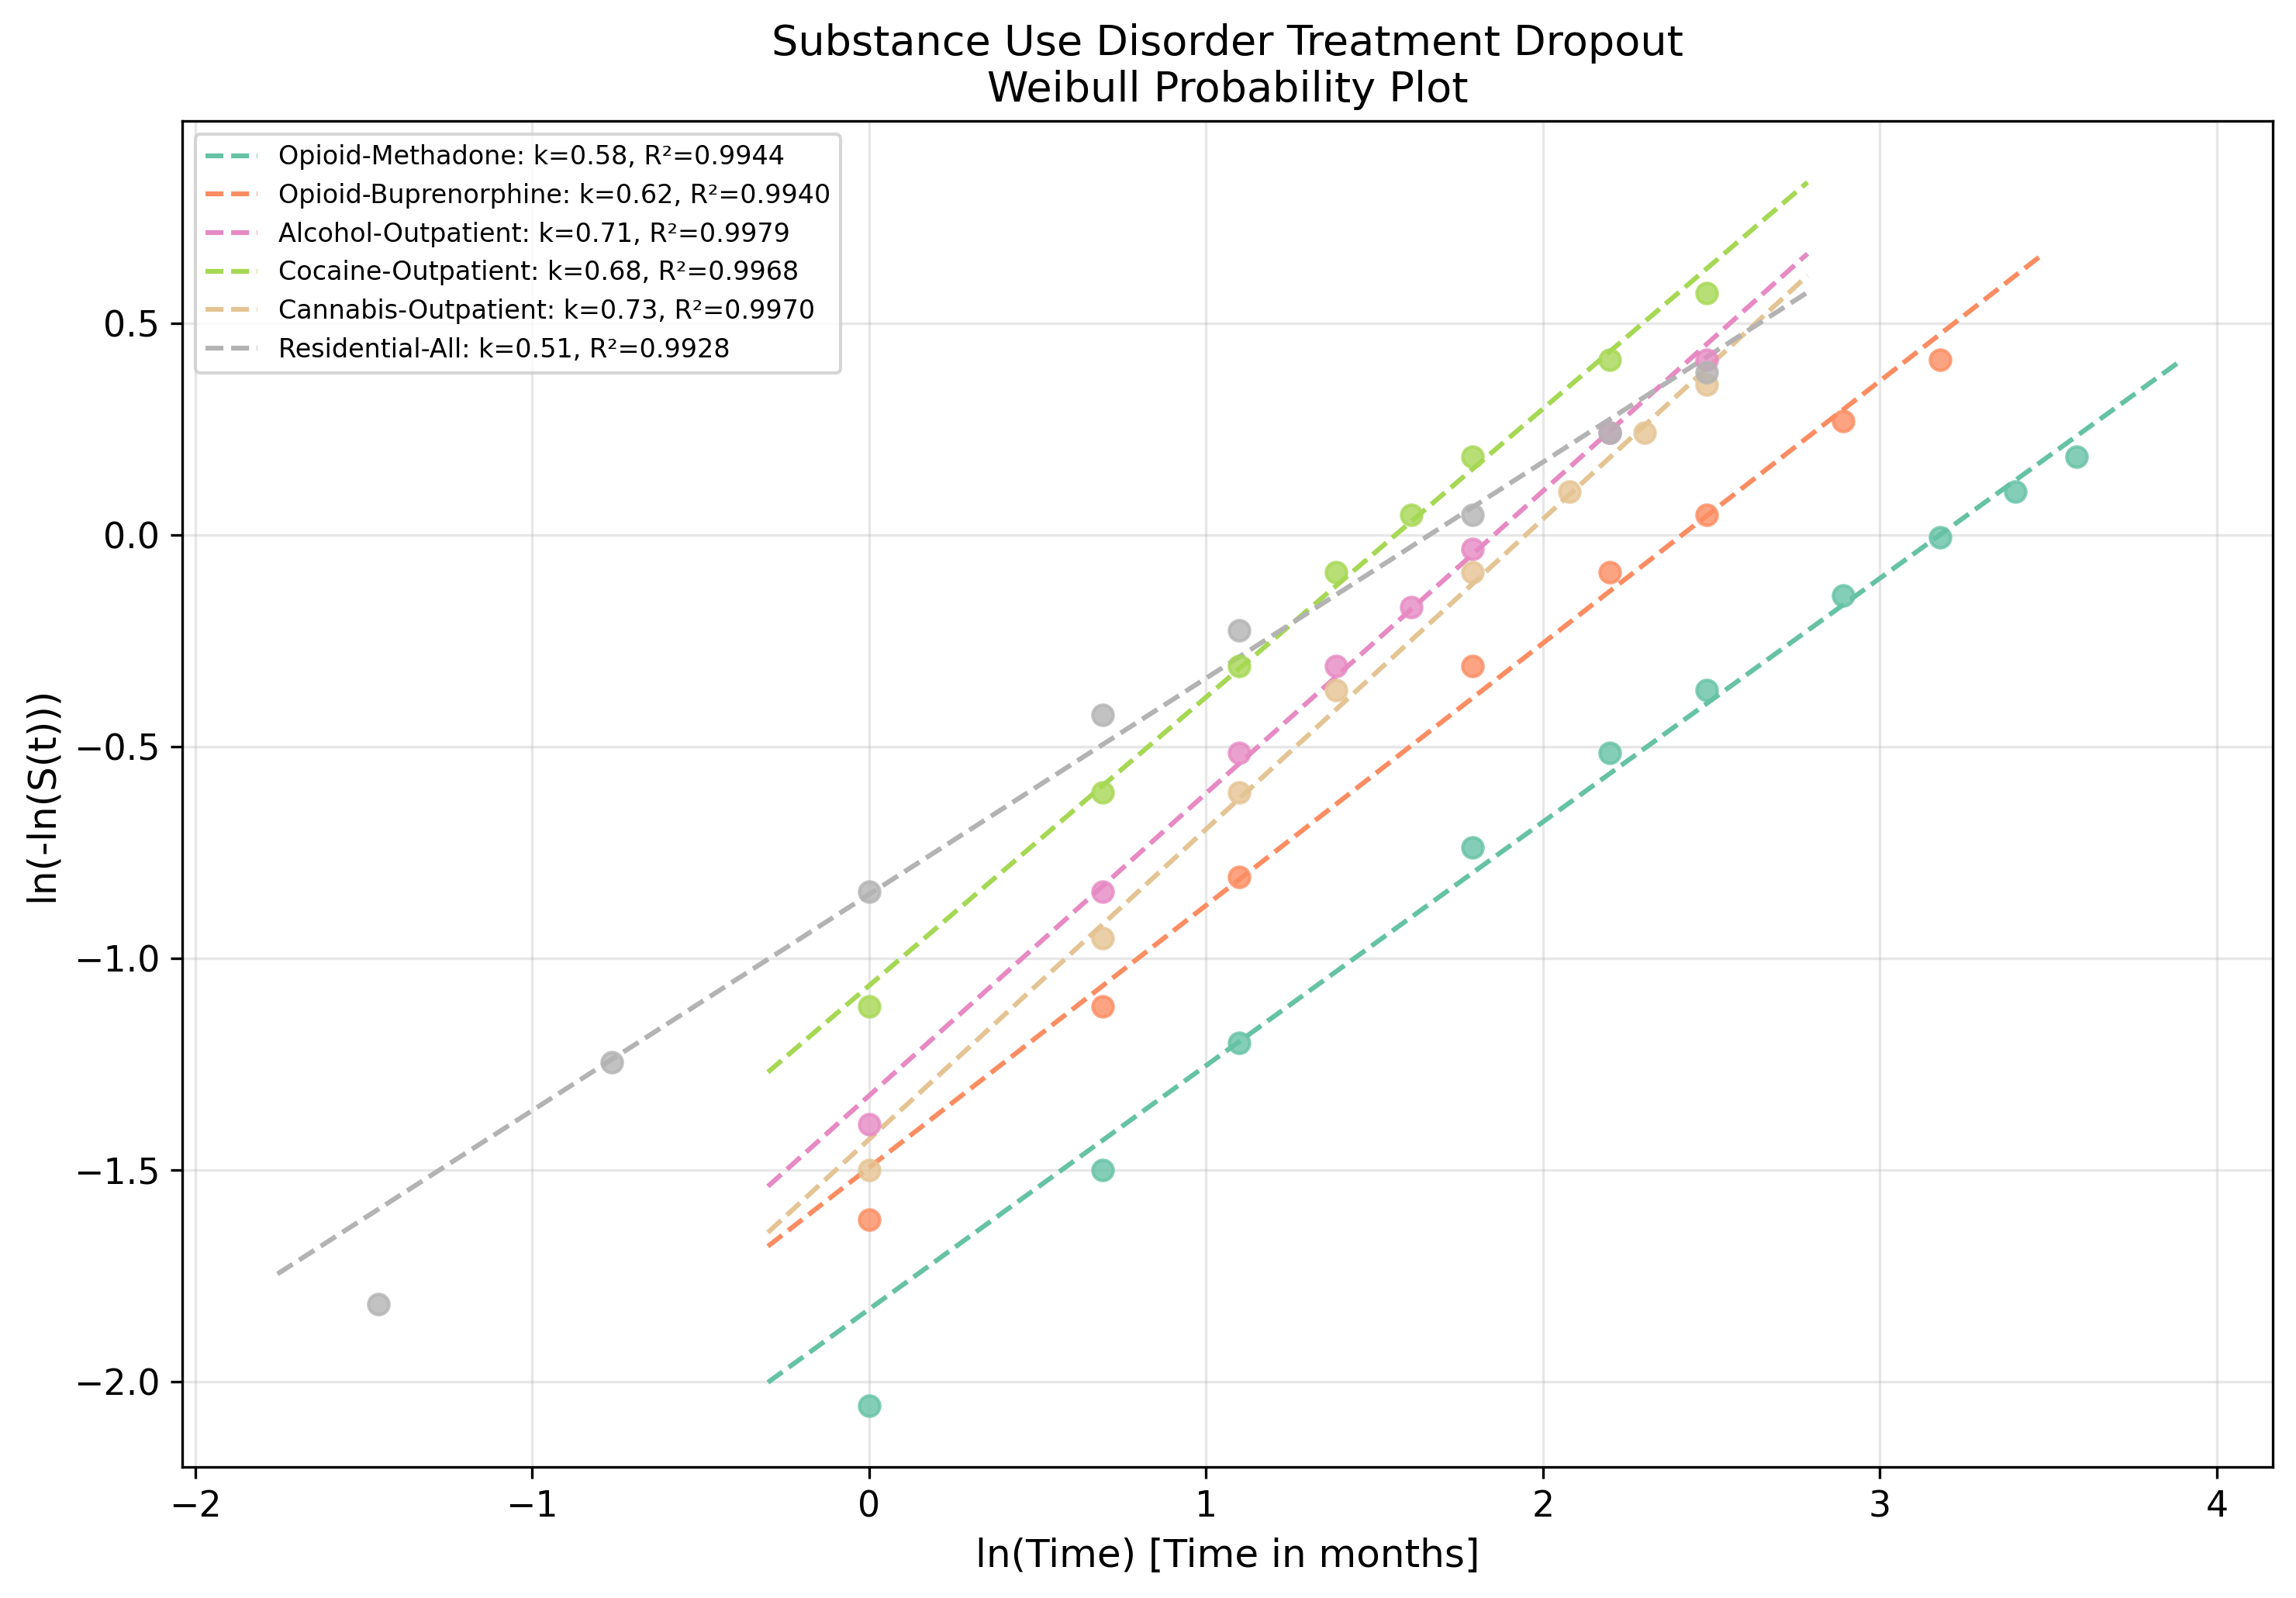 Substance Use Disorder Treatment Dropout
Weibull Probability Plot
Opioid-Methadone: k=0.58, R²=0.9944
Opioid-Buprenorphine: k=0.62, R²=0.9940
Alcohol-Outpatient: k=0.71, R²=0.9979
Cocaine-Outpatient: k=0.68, R²=0.9968
Cannabis-Outpatient: k=0.73, R²=0.9970
Residential-All: k=0.51, R²=0.9928
0.5
0.0
−0.5
−1.0
−1.5
−2.0
ln(-ln(S(t)))
−2 −1 0 1 2 3 4
ln(Time) [Time in months]